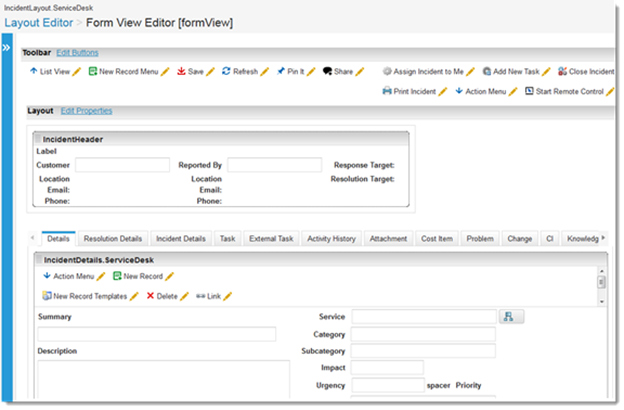 IncidentLayout.ServiceDesk
Layout Editor > Form View Editor [formView]
Toolbar Edit Buttons
List View New Record Menu Save Refresh Pin It Share Assign Incident to Me Add New Task Close Incident
Print Incident Action Menu Start Remote Control
Layout Edit Properties
IncidentHeader
Label
Customer Reported By Response Target:
Location Location Resolution Target:
Email: Email:
Phone: Phone:
Details Resolution Details Incident Details Task External Task Activity History Attachment Cost Item Problem Change CI Knowledg
IncidentDetails.ServiceDesk
Action Menu New Record
New Record Templates Delete Link
Summary Service
Category
Description Subcategory
Impact
Urgency spacer Priority